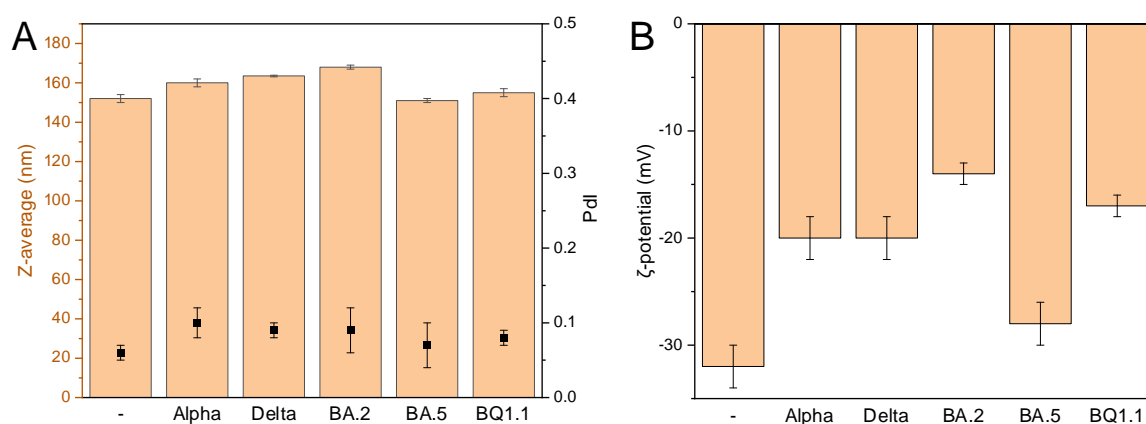 A
Z-average (nm)
180
160
140
120
100
80
60
40
20
0
0.5
0.4
0.3
0.2
0.1
0.0
PdI
- Alpha Delta BA.2 BA.5 BQ1.1
B
ζ-potential (mV)
0
-10
-20
-30
- Alpha Delta BA.2 BA.5 BQ1.1